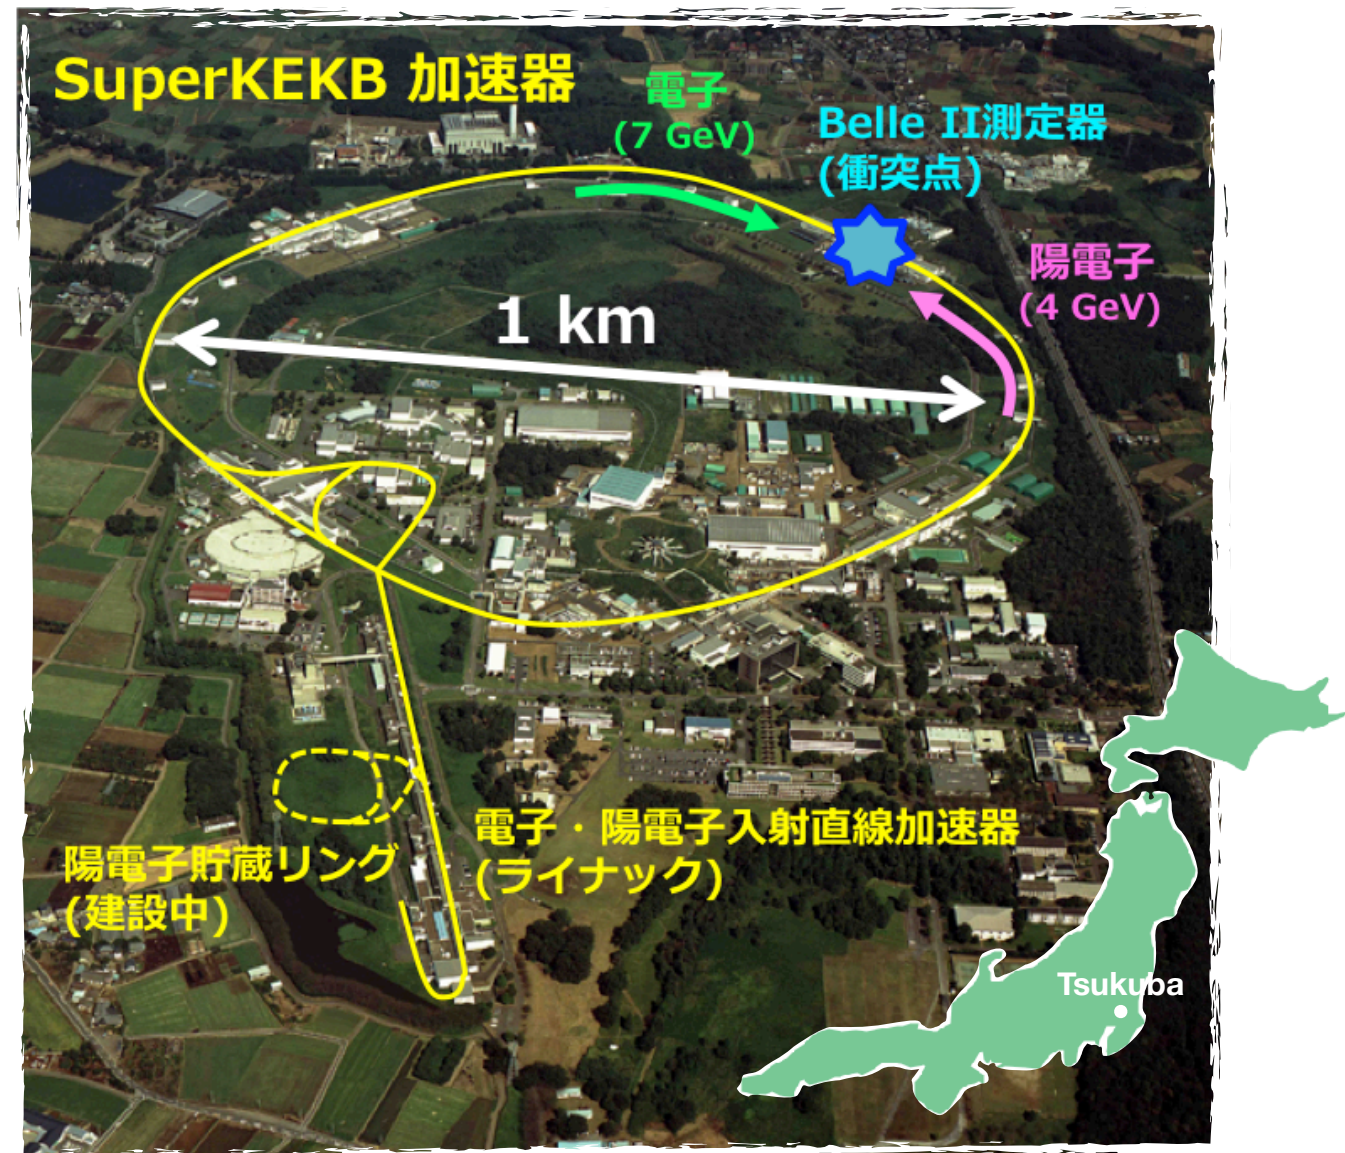 SuperKEKB 加速器
電子
(7 GeV)
Belle II測定器
(衝突点)
陽電子
(4 GeV)
1 km
電子・陽電子入射直線加速器
(ライナック)
陽電子貯蔵リング
(建設中)
Tsukuba